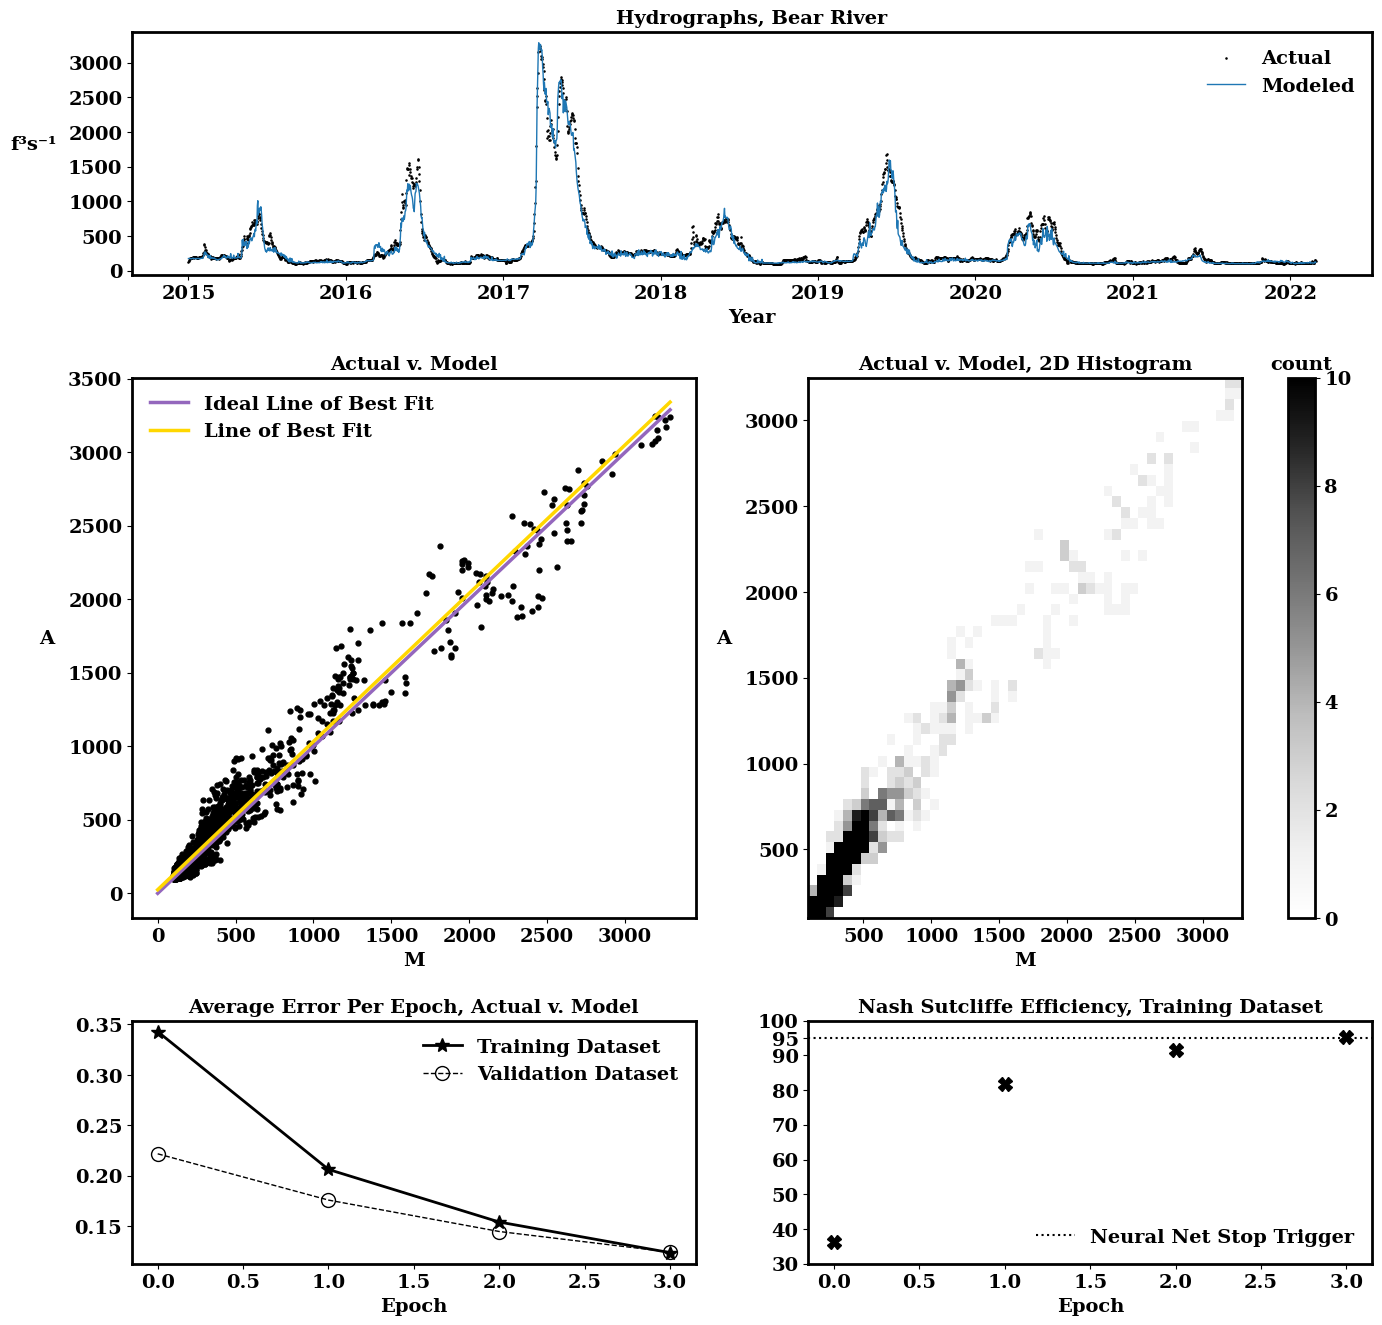 Hydrographs, Bear River
3000
2500
2000
1500
1000
500
0
f³s⁻¹
Actual
Modeled
2015 2016 2017 2018 2019 2020 2021 2022
Year
Actual v. Model
3500
3000
2500
2000
1500
1000
500
0
A
Ideal Line of Best Fit
Line of Best Fit
0 500 1000 1500 2000 2500 3000
M
Actual v. Model, 2D Histogram
3000
2500
2000
1500
1000
500
A
500 1000 1500 2000 2500 3000
M
count
10
8
6
4
2
0
Average Error Per Epoch, Actual v. Model
0.35
0.30
0.25
0.20
0.15
Training Dataset
Validation Dataset
0.0 0.5 1.0 1.5 2.0 2.5 3.0
Epoch
Nash Sutcliffe Efficiency, Training Dataset
100
95
90
80
70
60
50
40
30
Neural Net Stop Trigger
0.0 0.5 1.0 1.5 2.0 2.5 3.0
Epoch